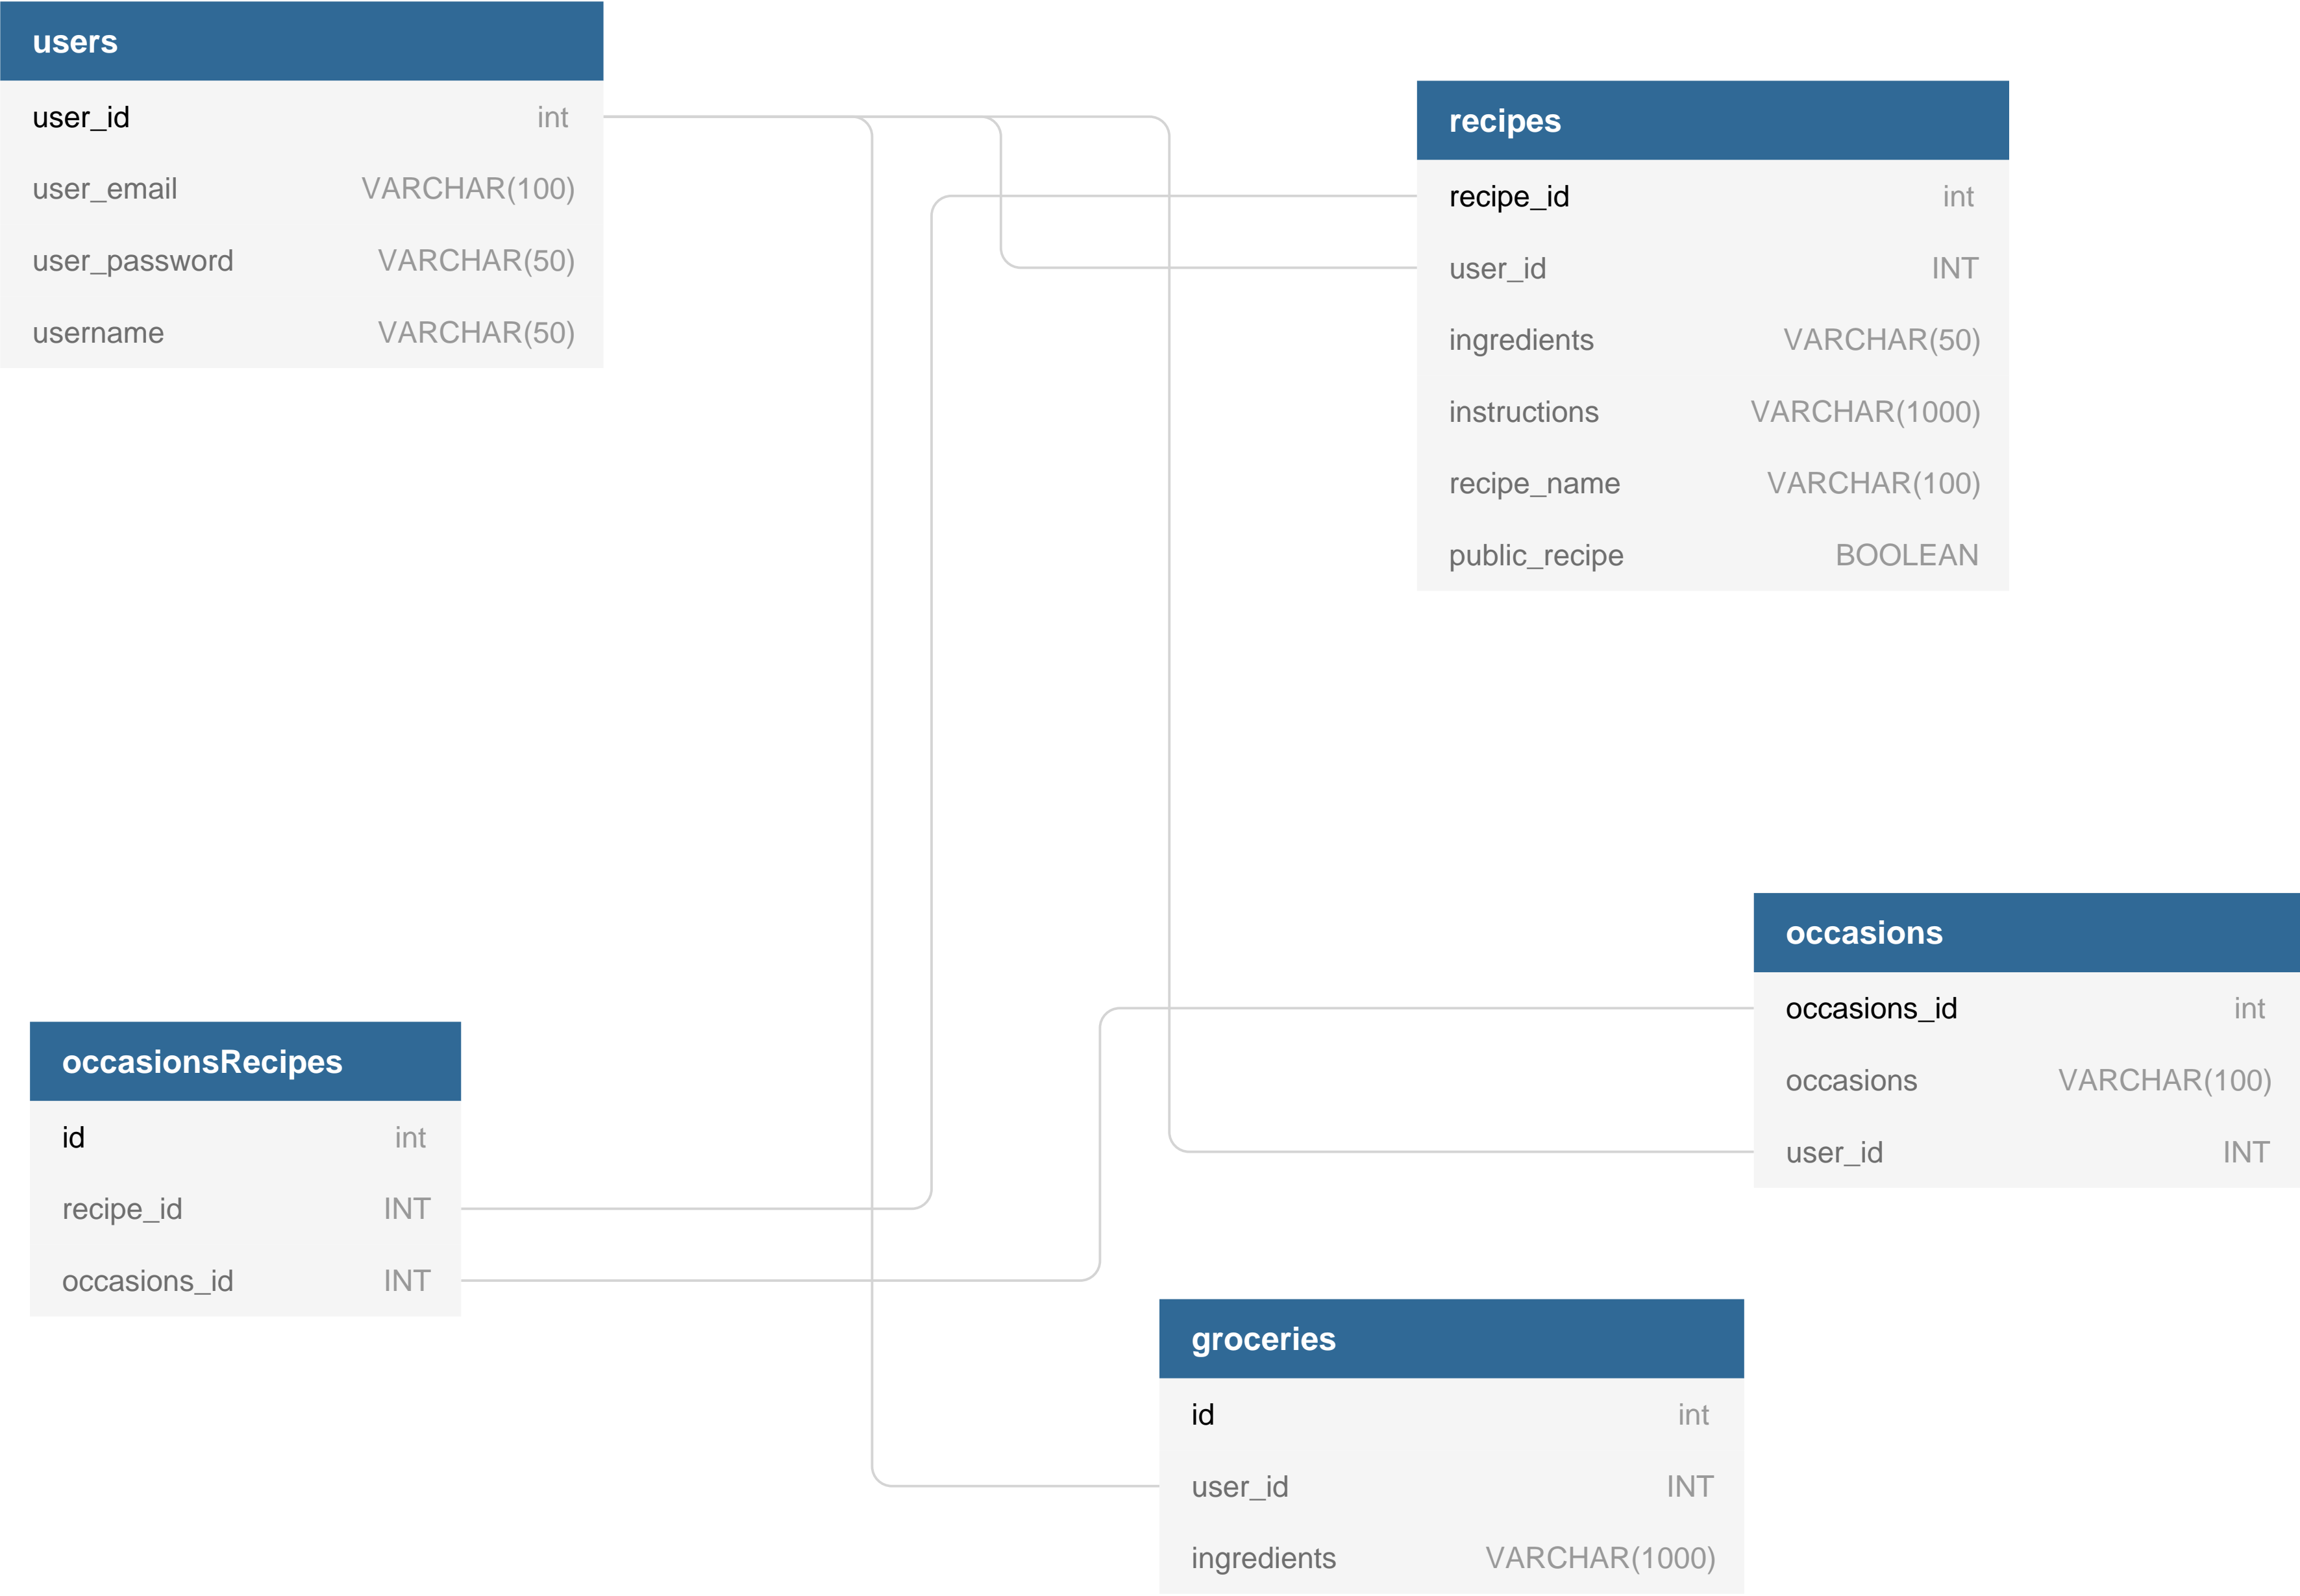 users
user_id int
user_email VARCHAR(100)
user_password VARCHAR(50)
username VARCHAR(50)
recipes
recipe_id int
user_id INT
ingredients VARCHAR(50)
instructions VARCHAR(1000)
recipe_name VARCHAR(100)
public_recipe BOOLEAN
occasions
occasions_id int
occasions VARCHAR(100)
user_id INT
occasionsRecipes
id int
recipe_id INT
occasions_id INT
groceries
id int
user_id INT
ingredients VARCHAR(1000)